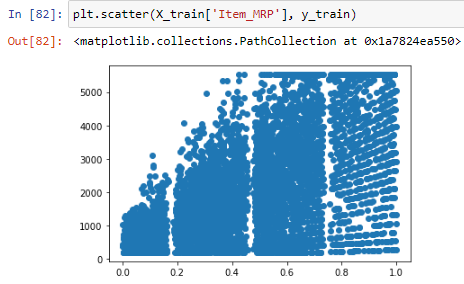 In [82]: plt.scatter(X_train['Item_MRP'], y_train)
Out[82]: <matplotlib.collections.PathCollection at 0x1a7824ea550>
5000
4000
3000
2000
1000
0
0.0 0.2 0.4 0.6 0.8 1.0